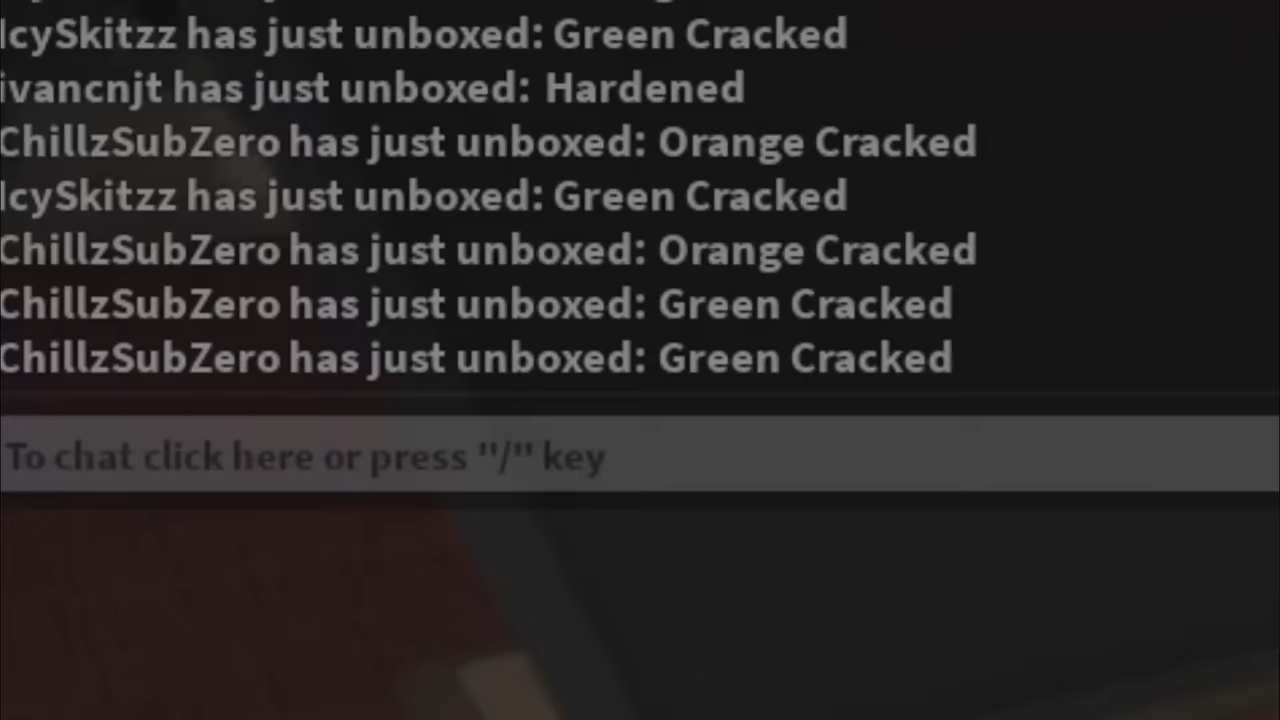 IcySkitzz has just unboxed: Green Cracked
ivancnjt has just unboxed: Hardened
ChillzSubZero has just unboxed: Orange Cracked
IcySkitzz has just unboxed: Green Cracked
ChillzSubZero has just unboxed: Orange Cracked
ChillzSubZero has just unboxed: Green Cracked
ChillzSubZero has just unboxed: Green Cracked
To chat click here or press "/" key